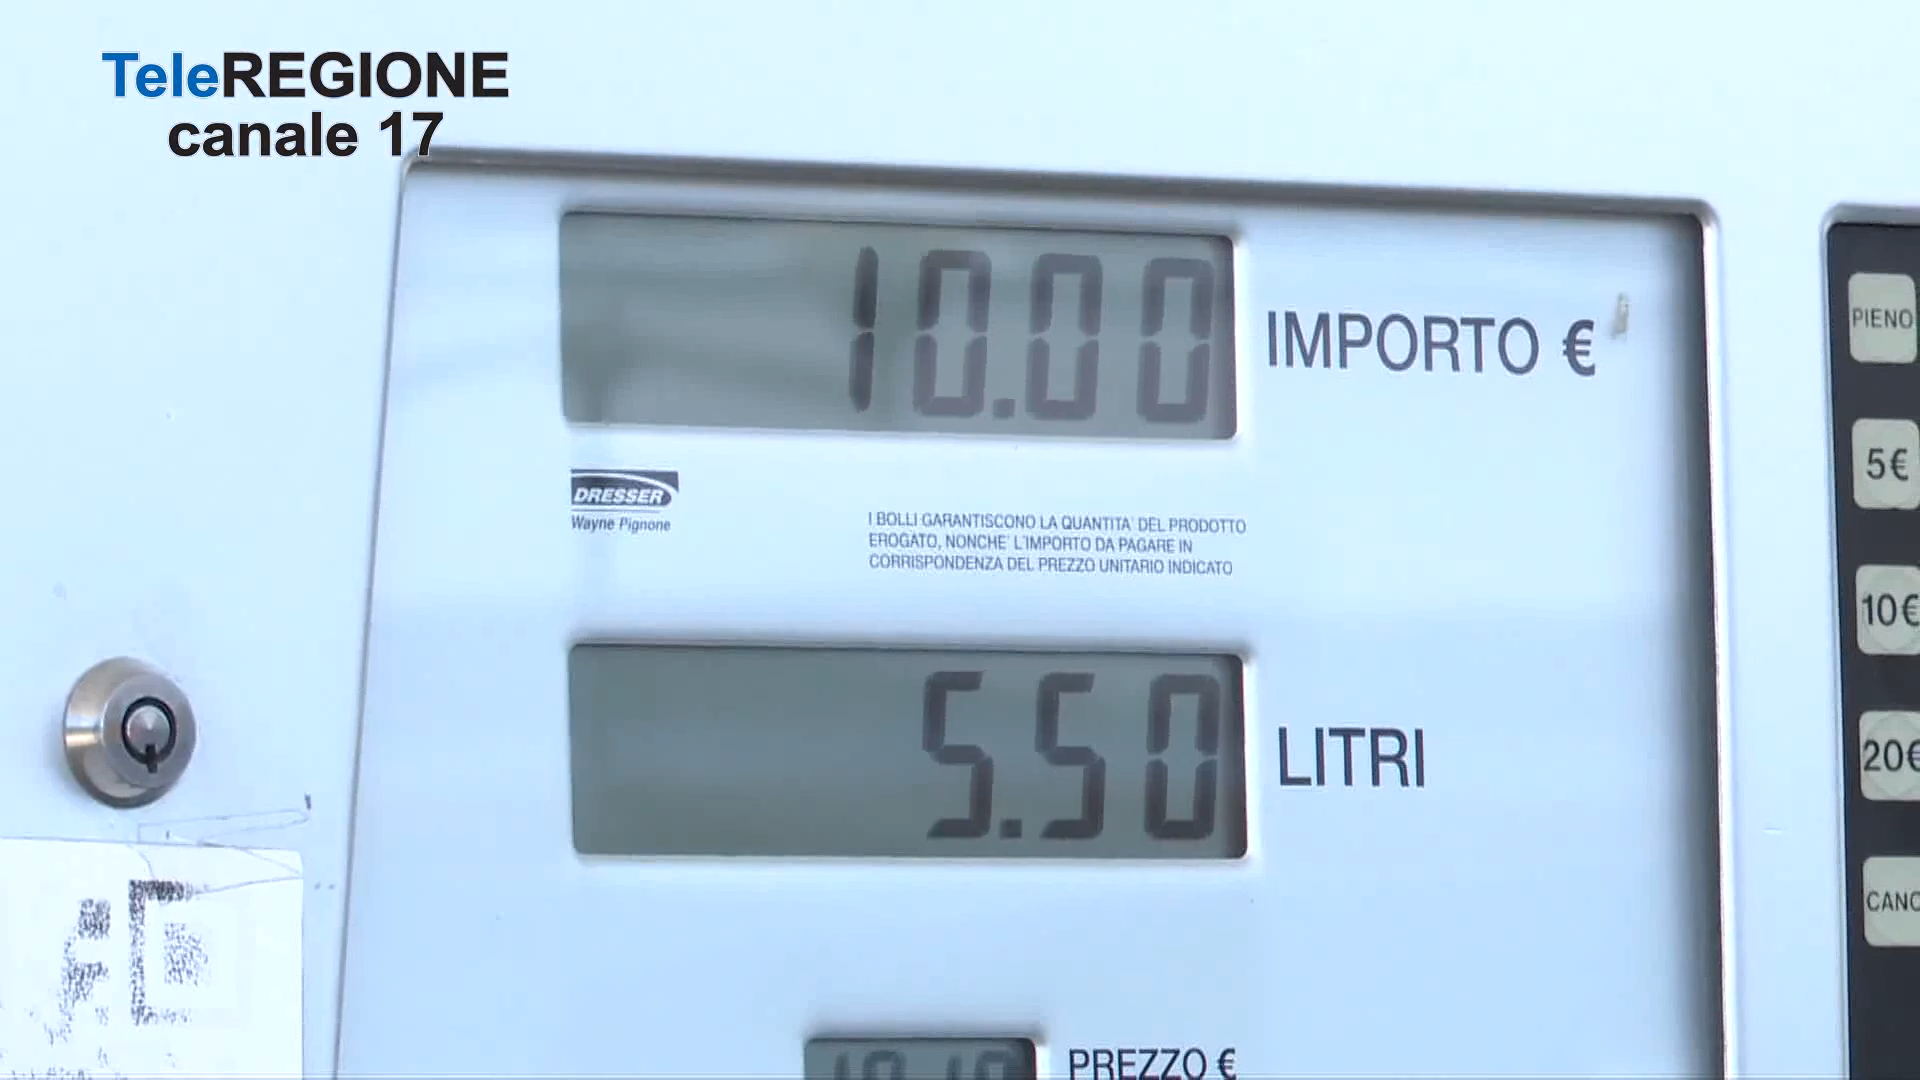 TeleREGIONE
canale 17
10.00
IMPORTO €
PIENO
5€
DRESSER
Wayne Pignone
I BOLLI GARANTISCONO LA QUANTITA' DEL PRODOTTO
EROGATO, NONCHE' L'IMPORTO DA PAGARE IN
CORRISPONDENZA DEL PREZZO UNITARIO INDICATO
10€
5.50
LITRI
20€
CANC
PREZZO €